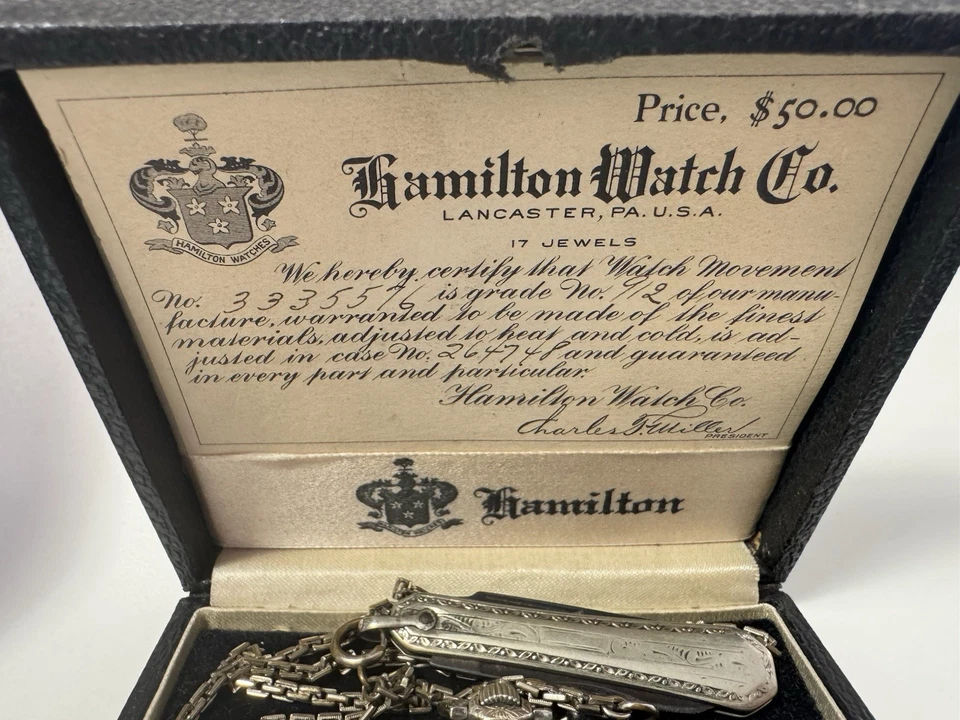 Price, $50.00
Hamilton Watch Co.
LANCASTER, PA. U.S.A.
HAMILTON WATCHES
17 JEWELS
We hereby certify that Watch Movement
No. 3335576 is grade No. 912 of our manu-
facture, warranted to be made of the finest
materials, adjusted to heat and cold, is ad-
justed in case No. 264748 and guaranteed
in every part and particular.
Hamilton Watch Co.
Charles F. Miller
PRESIDENT
Hamilton